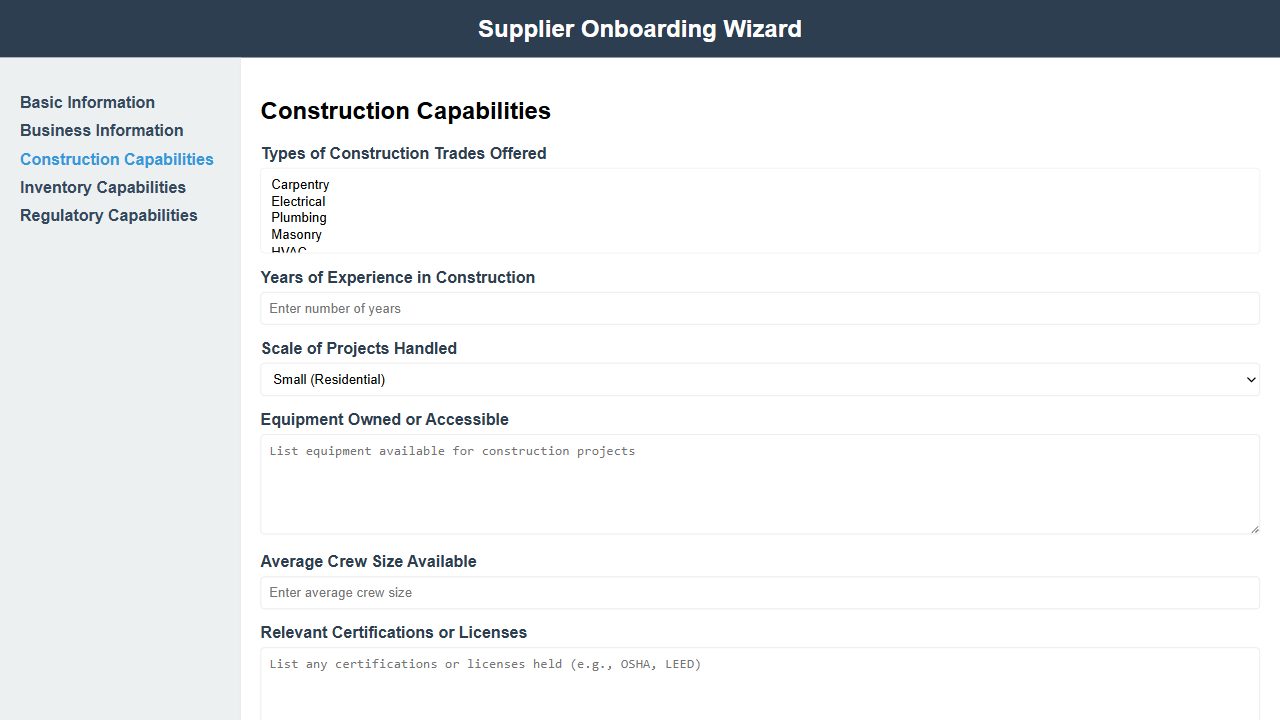 Supplier Onboarding Wizard
Basic Information
Business Information
Construction Capabilities
Inventory Capabilities
Regulatory Capabilities
Construction Capabilities
Types of Construction Trades Offered
Carpentry
Electrical
Plumbing
Masonry
HVAC
Years of Experience in Construction
Enter number of years
Scale of Projects Handled
Small (Residential)
Equipment Owned or Accessible
List equipment available for construction projects
Average Crew Size Available
Enter average crew size
Relevant Certifications or Licenses
List any certifications or licenses held (e.g., OSHA, LEED)